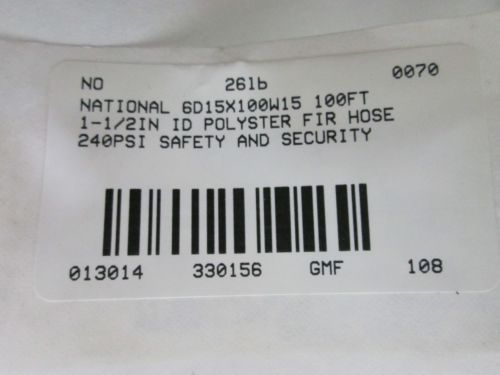 NO 26lb 0070
NATIONAL 6D15X100W15 100FT
1-1/2IN ID POLYSTER FIR HOSE
240PSI SAFETY AND SECURITY
013014 330156 GMF 108